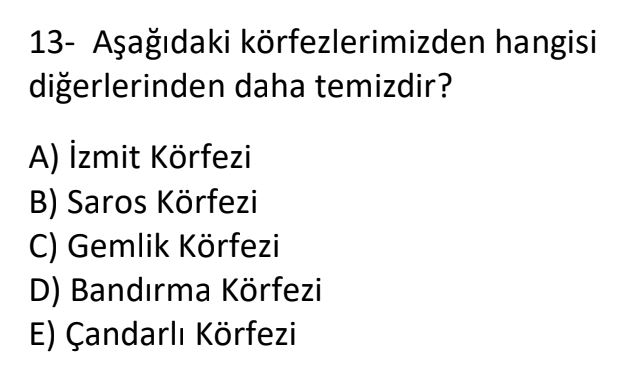 13- Aşağıdaki körfezlerimizden hangisi
diğerlerinden daha temizdir?
A) İzmit Körfezi
B) Saros Körfezi
C) Gemlik Körfezi
D) Bandırma Körfezi
E) Çandarlı Körfezi